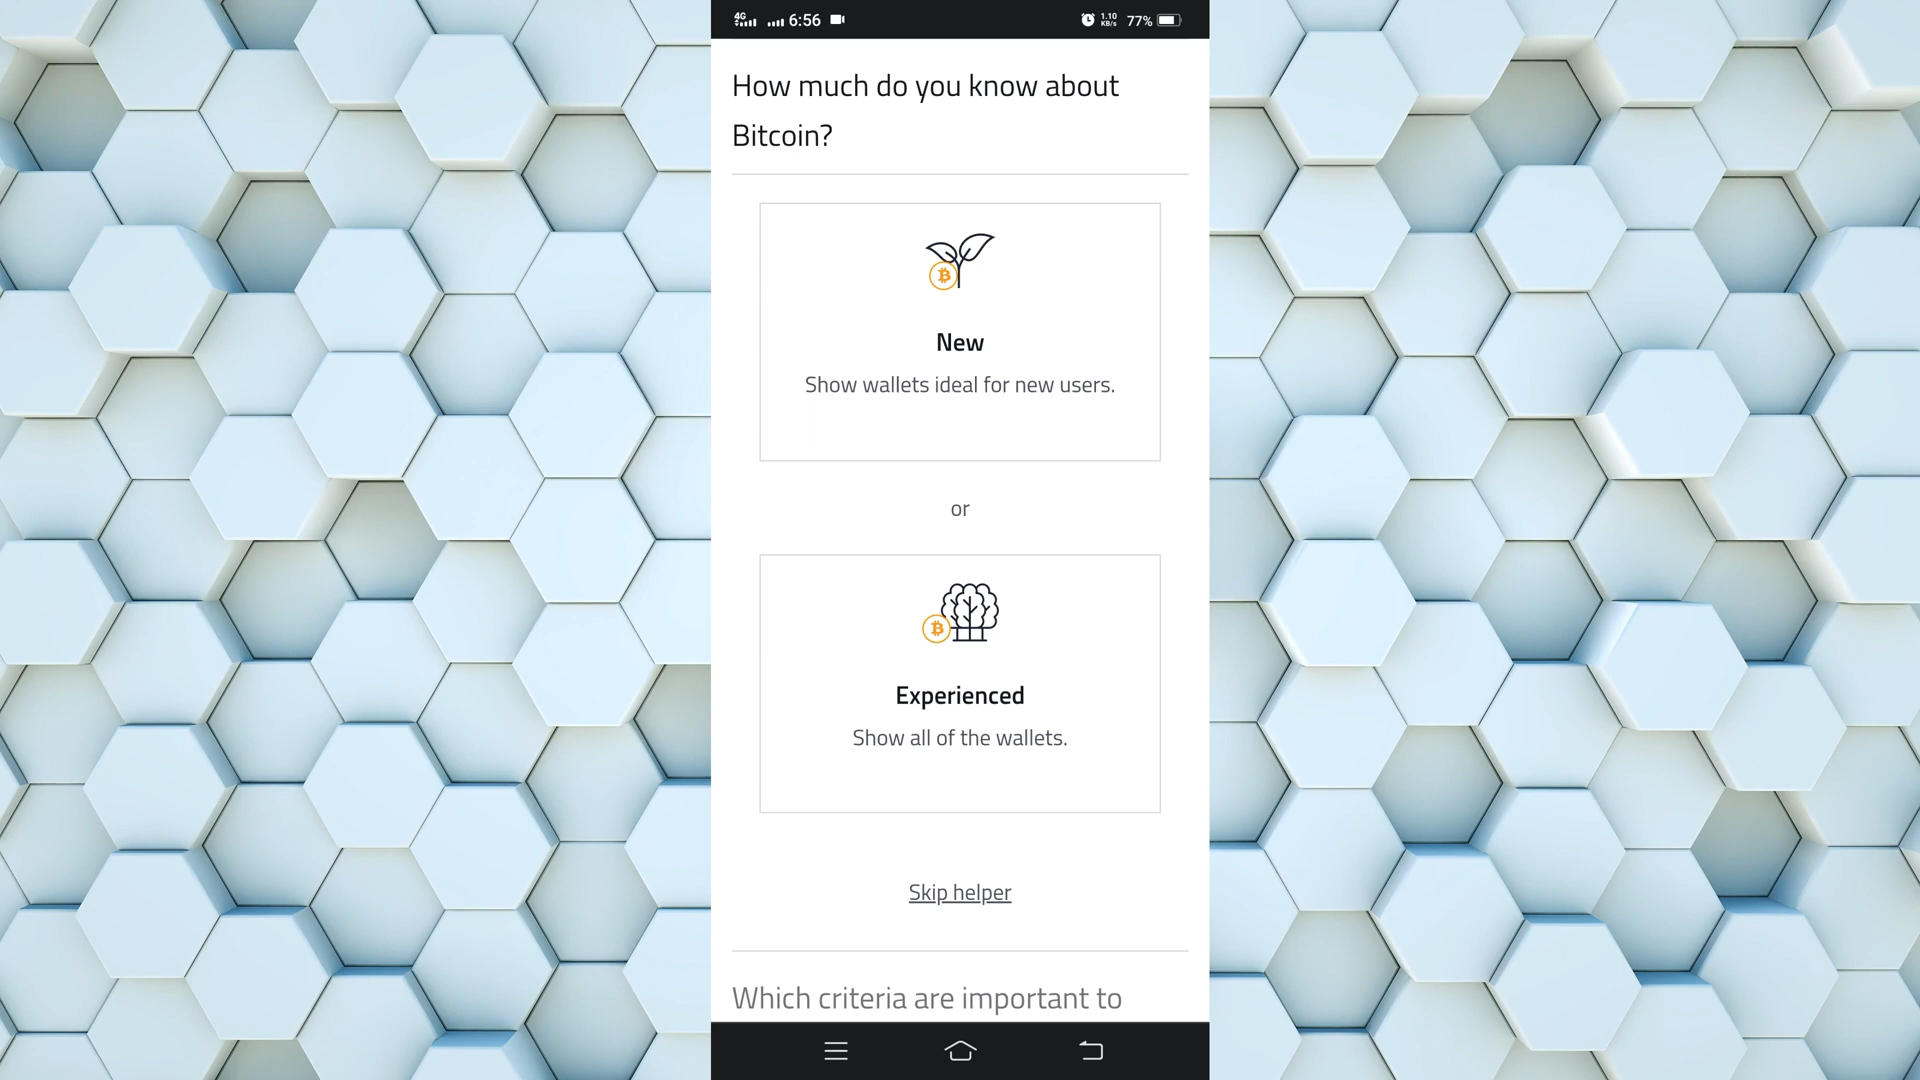 4G 6:56 1.10 KB/s 77%
How much do you know about
Bitcoin?
New
Show wallets ideal for new users.
or
Experienced
Show all of the wallets.
Skip helper
Which criteria are important to